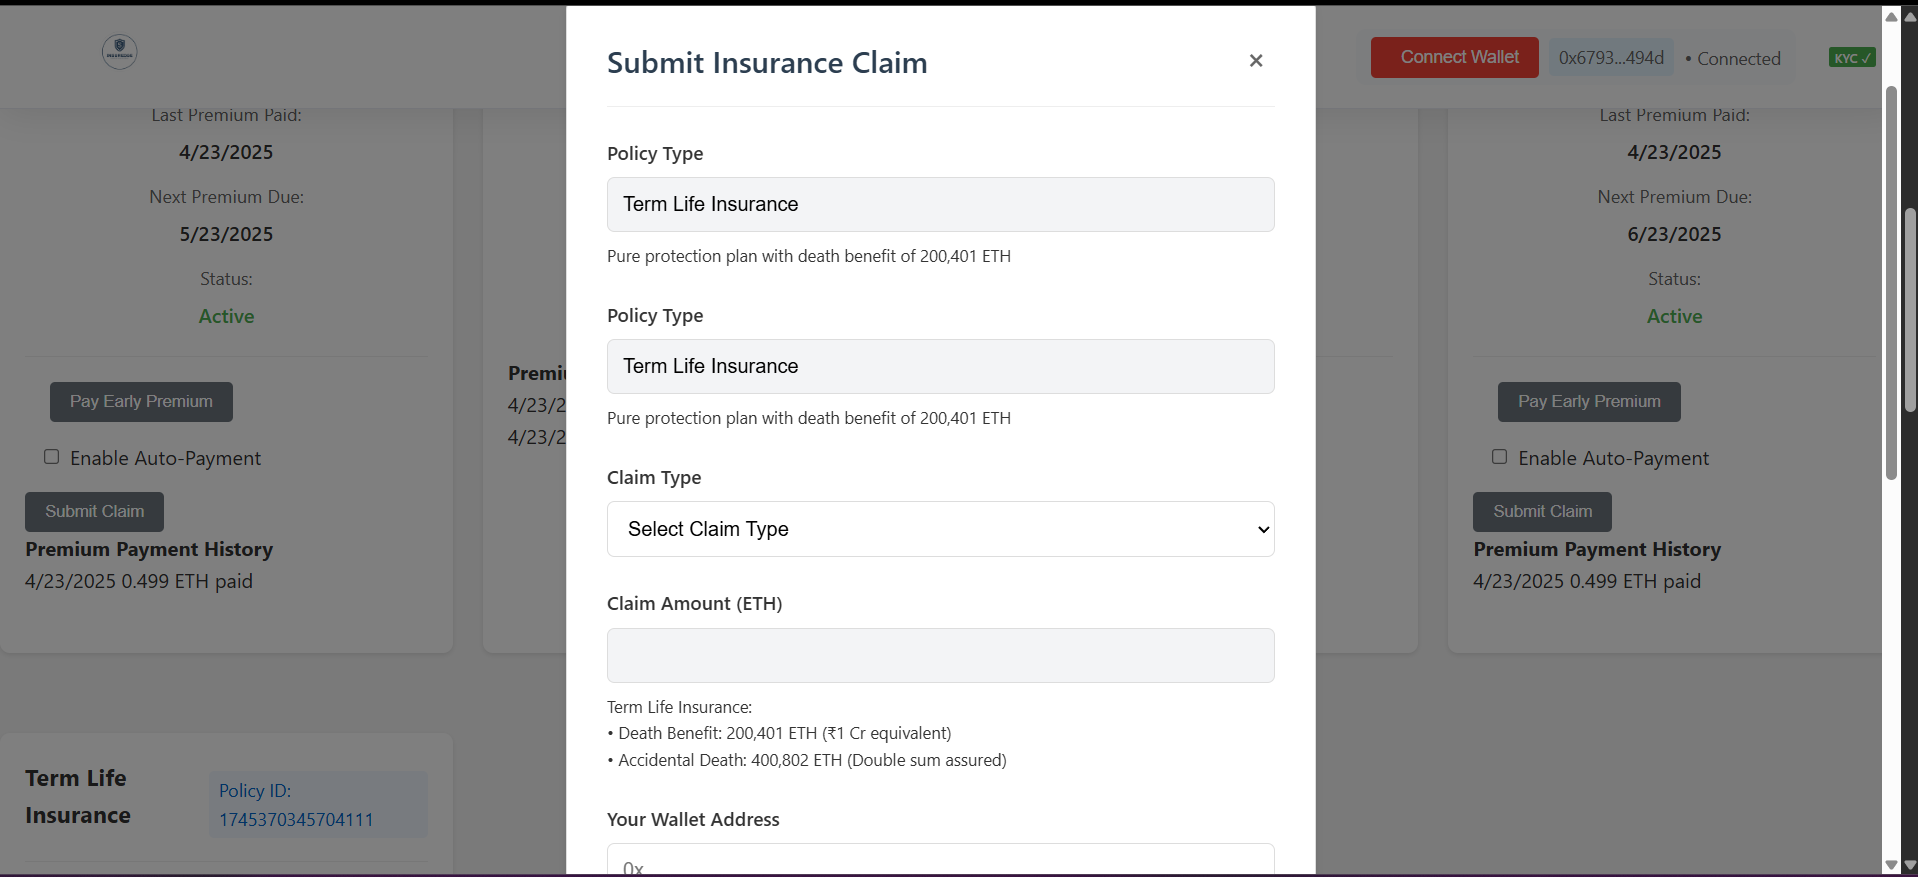 Connect Wallet
0x6793...494d
• Connected
KYC ✓
Last Premium Paid:
4/23/2025
Next Premium Due:
5/23/2025
Status:
Active
Pay Early Premium
Enable Auto-Payment
Submit Claim
Premium Payment History
4/23/2025 0.499 ETH paid
Term Life
Insurance
Policy ID:
1745370345704111
4/23/2
4/23/2
Submit Insurance Claim
×
Policy Type
Term Life Insurance
Pure protection plan with death benefit of 200,401 ETH
Policy Type
Term Life Insurance
Pure protection plan with death benefit of 200,401 ETH
Claim Type
Select Claim Type
Claim Amount (ETH)
Term Life Insurance:
• Death Benefit: 200,401 ETH (₹1 Cr equivalent)
• Accidental Death: 400,802 ETH (Double sum assured)
Your Wallet Address
0x
Last Premium Paid:
4/23/2025
Next Premium Due:
6/23/2025
Status:
Active
Pay Early Premium
Enable Auto-Payment
Submit Claim
Premium Payment History
4/23/2025 0.499 ETH paid